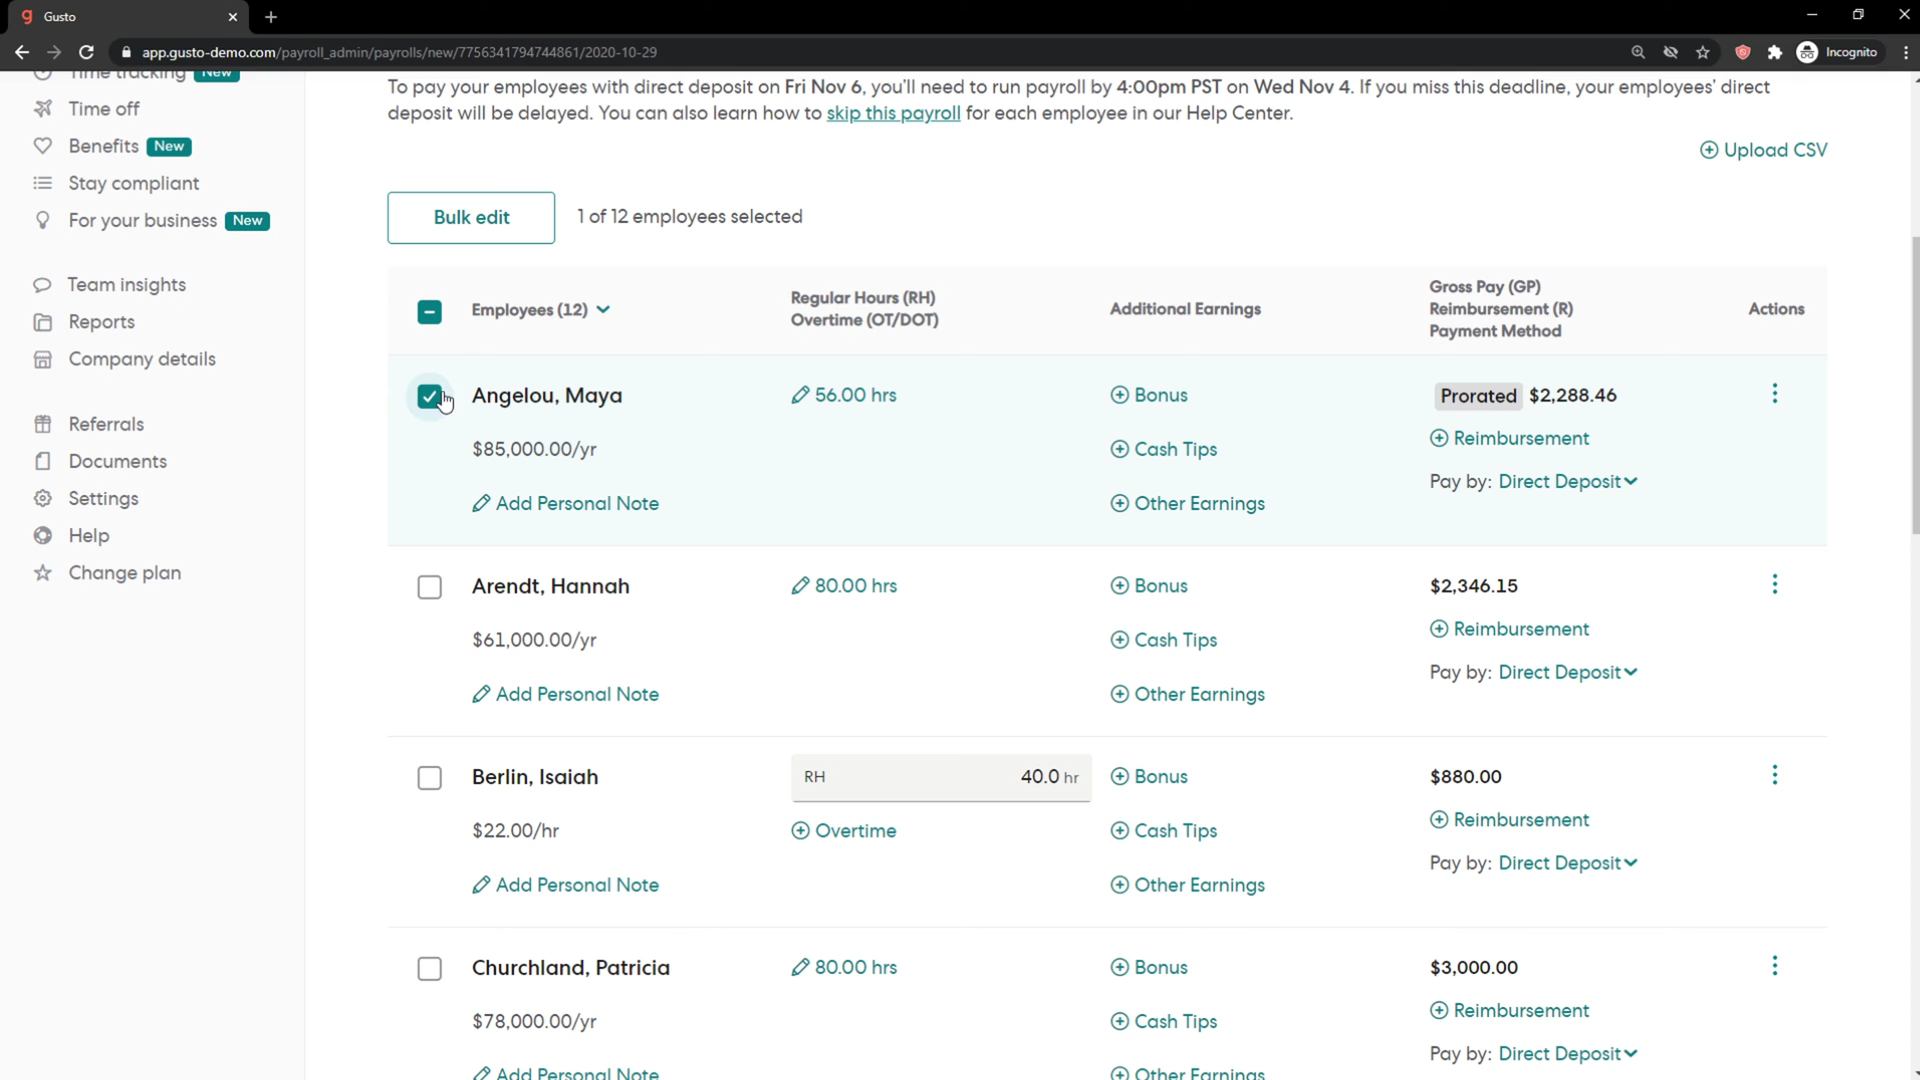 Gusto
app.gusto-demo.com/payroll_admin/payrolls/new/7756341794744861/2020-10-29
Incognito
Time tracking New
Time off
Benefits New
Stay compliant
For your business New
Team insights
Reports
Company details
Referrals
Documents
Settings
Help
Change plan
To pay your employees with direct deposit on Fri Nov 6, you'll need to run payroll by 4:00pm PST on Wed Nov 4. If you miss this deadline, your employees' direct
deposit will be delayed. You can also learn how to skip this payroll for each employee in our Help Center.
Upload CSV
Bulk edit 1 of 12 employees selected
Employees (12)
Regular Hours (RH)
Overtime (OT/DOT)
Additional Earnings
Gross Pay (GP)
Reimbursement (R)
Payment Method
Actions
Angelou, Maya 56.00 hrs Bonus Prorated $2,288.46
Reimbursement
$85,000.00/yr Cash Tips
Pay by: Direct Deposit
Add Personal Note Other Earnings
Arendt, Hannah 80.00 hrs Bonus $2,346.15
Reimbursement
$61,000.00/yr Cash Tips
Pay by: Direct Deposit
Add Personal Note Other Earnings
Berlin, Isaiah RH 40.0 hr Bonus $880.00
Reimbursement
$22.00/hr Overtime Cash Tips
Pay by: Direct Deposit
Add Personal Note Other Earnings
Churchland, Patricia 80.00 hrs Bonus $3,000.00
Reimbursement
$78,000.00/yr Cash Tips
Pay by: Direct Deposit
Add Personal Note Other Earnings